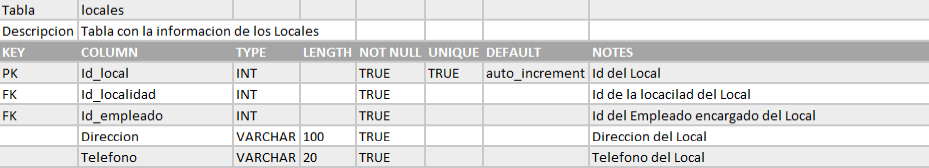 Tabla locales
Descripcion Tabla con la informacion de los Locales
KEY COLUMN TYPE LENGTH NOT NULL UNIQUE DEFAULT NOTES
PK Id_local INT TRUE TRUE auto_increment Id del Local
FK Id_localidad INT TRUE Id de la locacilad del Local
FK Id_empleado INT TRUE Id del Empleado encargado del Local
Direccion VARCHAR 100 TRUE Direccion del Local
Telefono VARCHAR 20 TRUE Telefono del Local